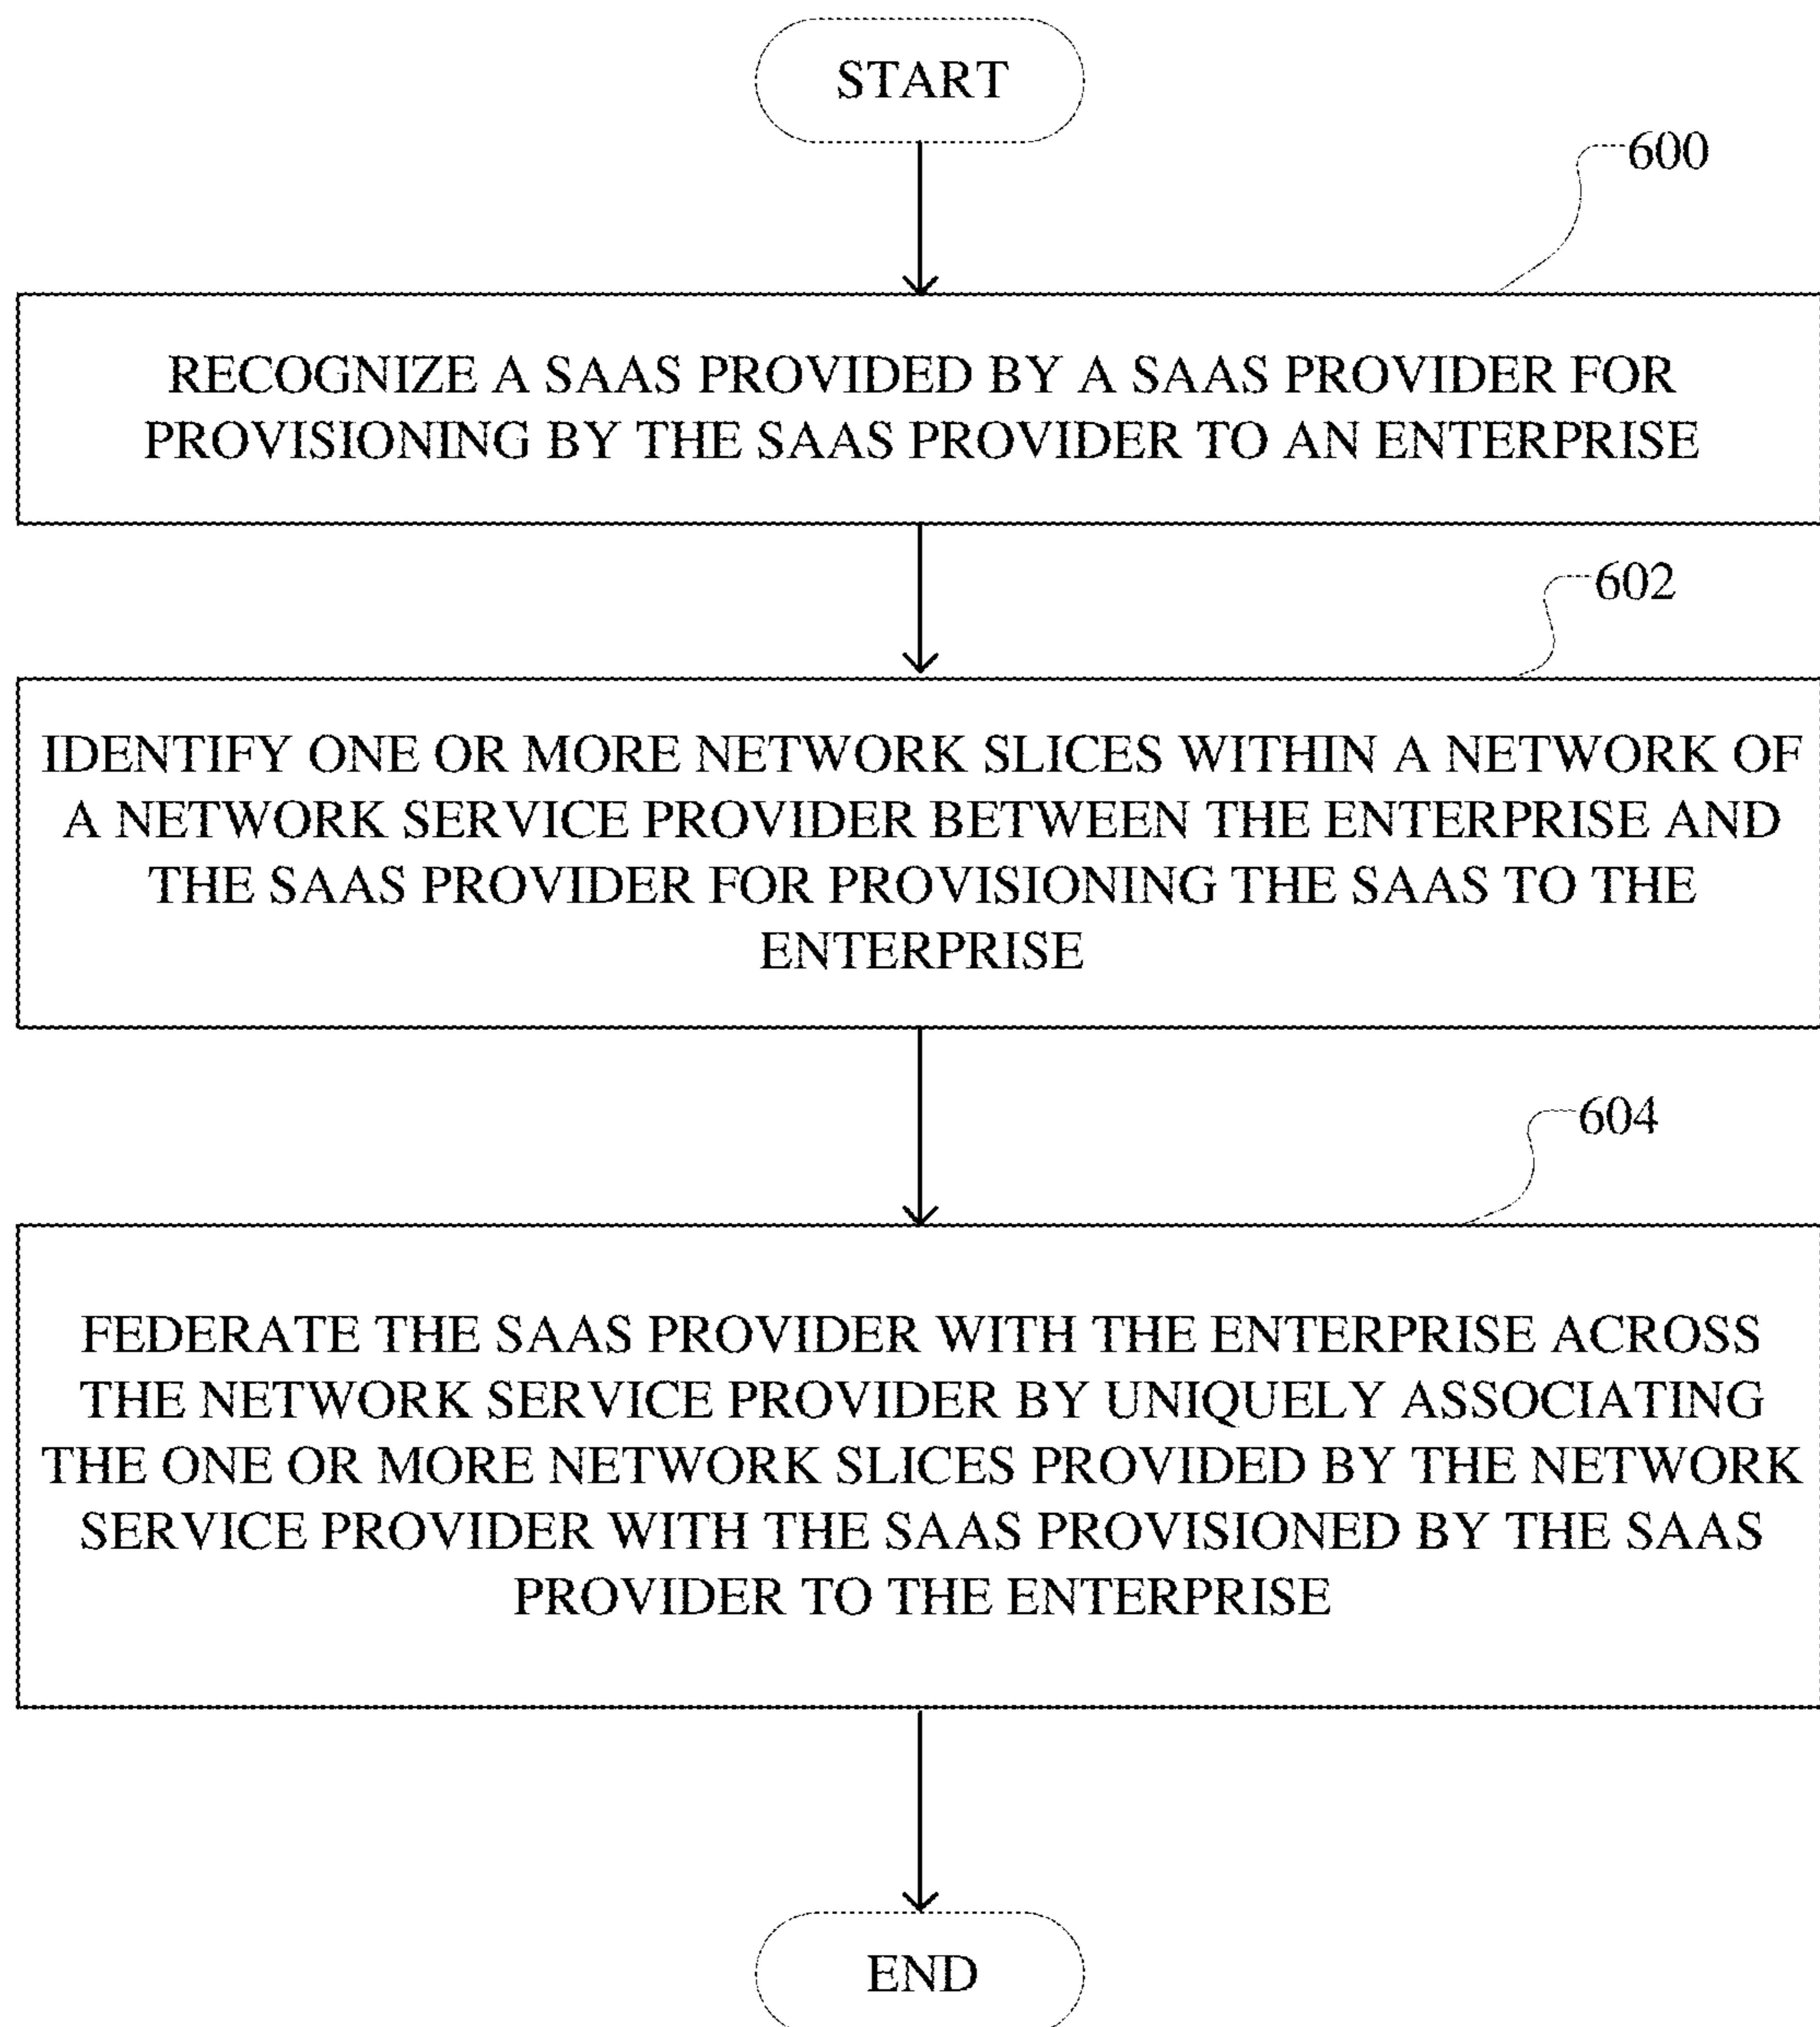 START
600
RECOGNIZE A SAAS PROVIDED BY A SAAS PROVIDER FOR
PROVISIONING BY THE SAAS PROVIDER TO AN ENTERPRISE
602
IDENTIFY ONE OR MORE NETWORK SLICES WITHIN A NETWORK OF
A NETWORK SERVICE PROVIDER BETWEEN THE ENTERPRISE AND
THE SAAS PROVIDER FOR PROVISIONING THE SAAS TO THE
ENTERPRISE
604
FEDERATE THE SAAS PROVIDER WITH THE ENTERPRISE ACROSS
THE NETWORK SERVICE PROVIDER BY UNIQUELY ASSOCIATING
THE ONE OR MORE NETWORK SLICES PROVIDED BY THE NETWORK
SERVICE PROVIDER WITH THE SAAS PROVISIONED BY THE SAAS
PROVIDER TO THE ENTERPRISE
END